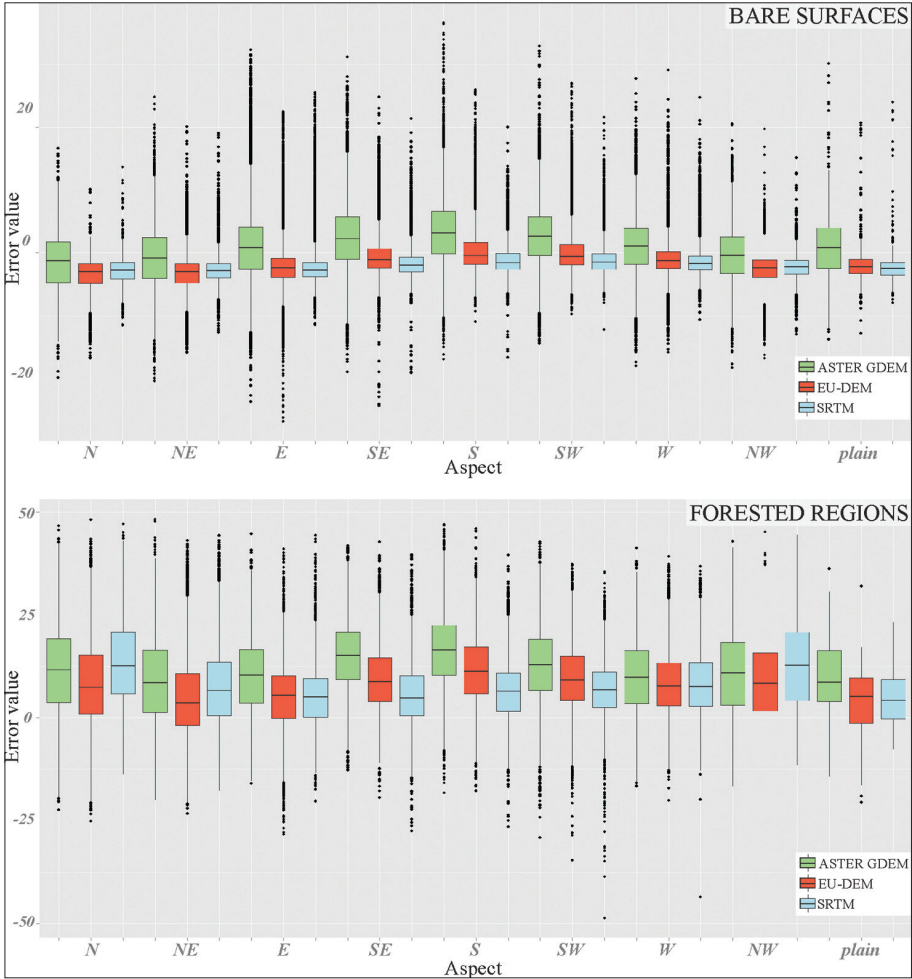 BARE SURFACES
Error value
20
0
-20
ASTER GDEM
EU-DEM
SRTM
N NE E SE S SW W NW plain
Aspect
FORESTED REGIONS
Error value
50
25
0
-25
-50
ASTER GDEM
EU-DEM
SRTM
N NE E SE S SW W NW plain
Aspect